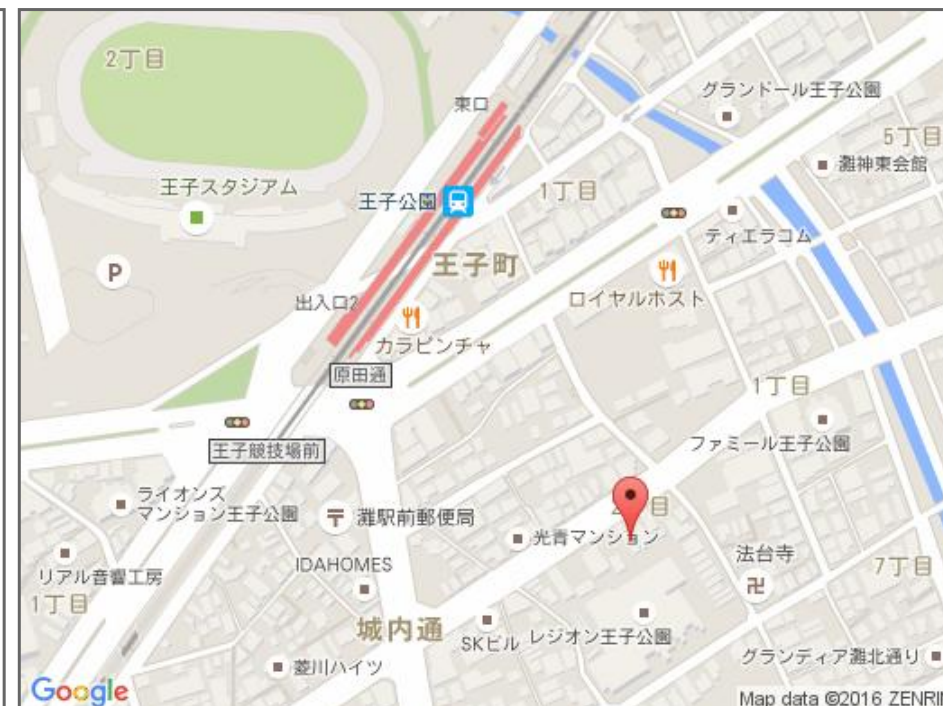 2丁目
東口
グランドール王子公園
5丁目
灘神東会館
王子スタジアム
王子公園
1丁目
ティエラコム
P
王子町
出入口2
ロイヤルホスト
カラピンチャ
原田通
1丁目
王子競技場前
ファミール王子公園
ライオンズ
マンション王子公園
灘駅前郵便局
目
光青マンション
法台寺
リアル音響工房
IDAHOMES
7丁目
1丁目
城内通
SKビル
レジオン王子公園
菱川ハイツ
グランディア灘北通り
Google
Map data ©2016 ZENRI